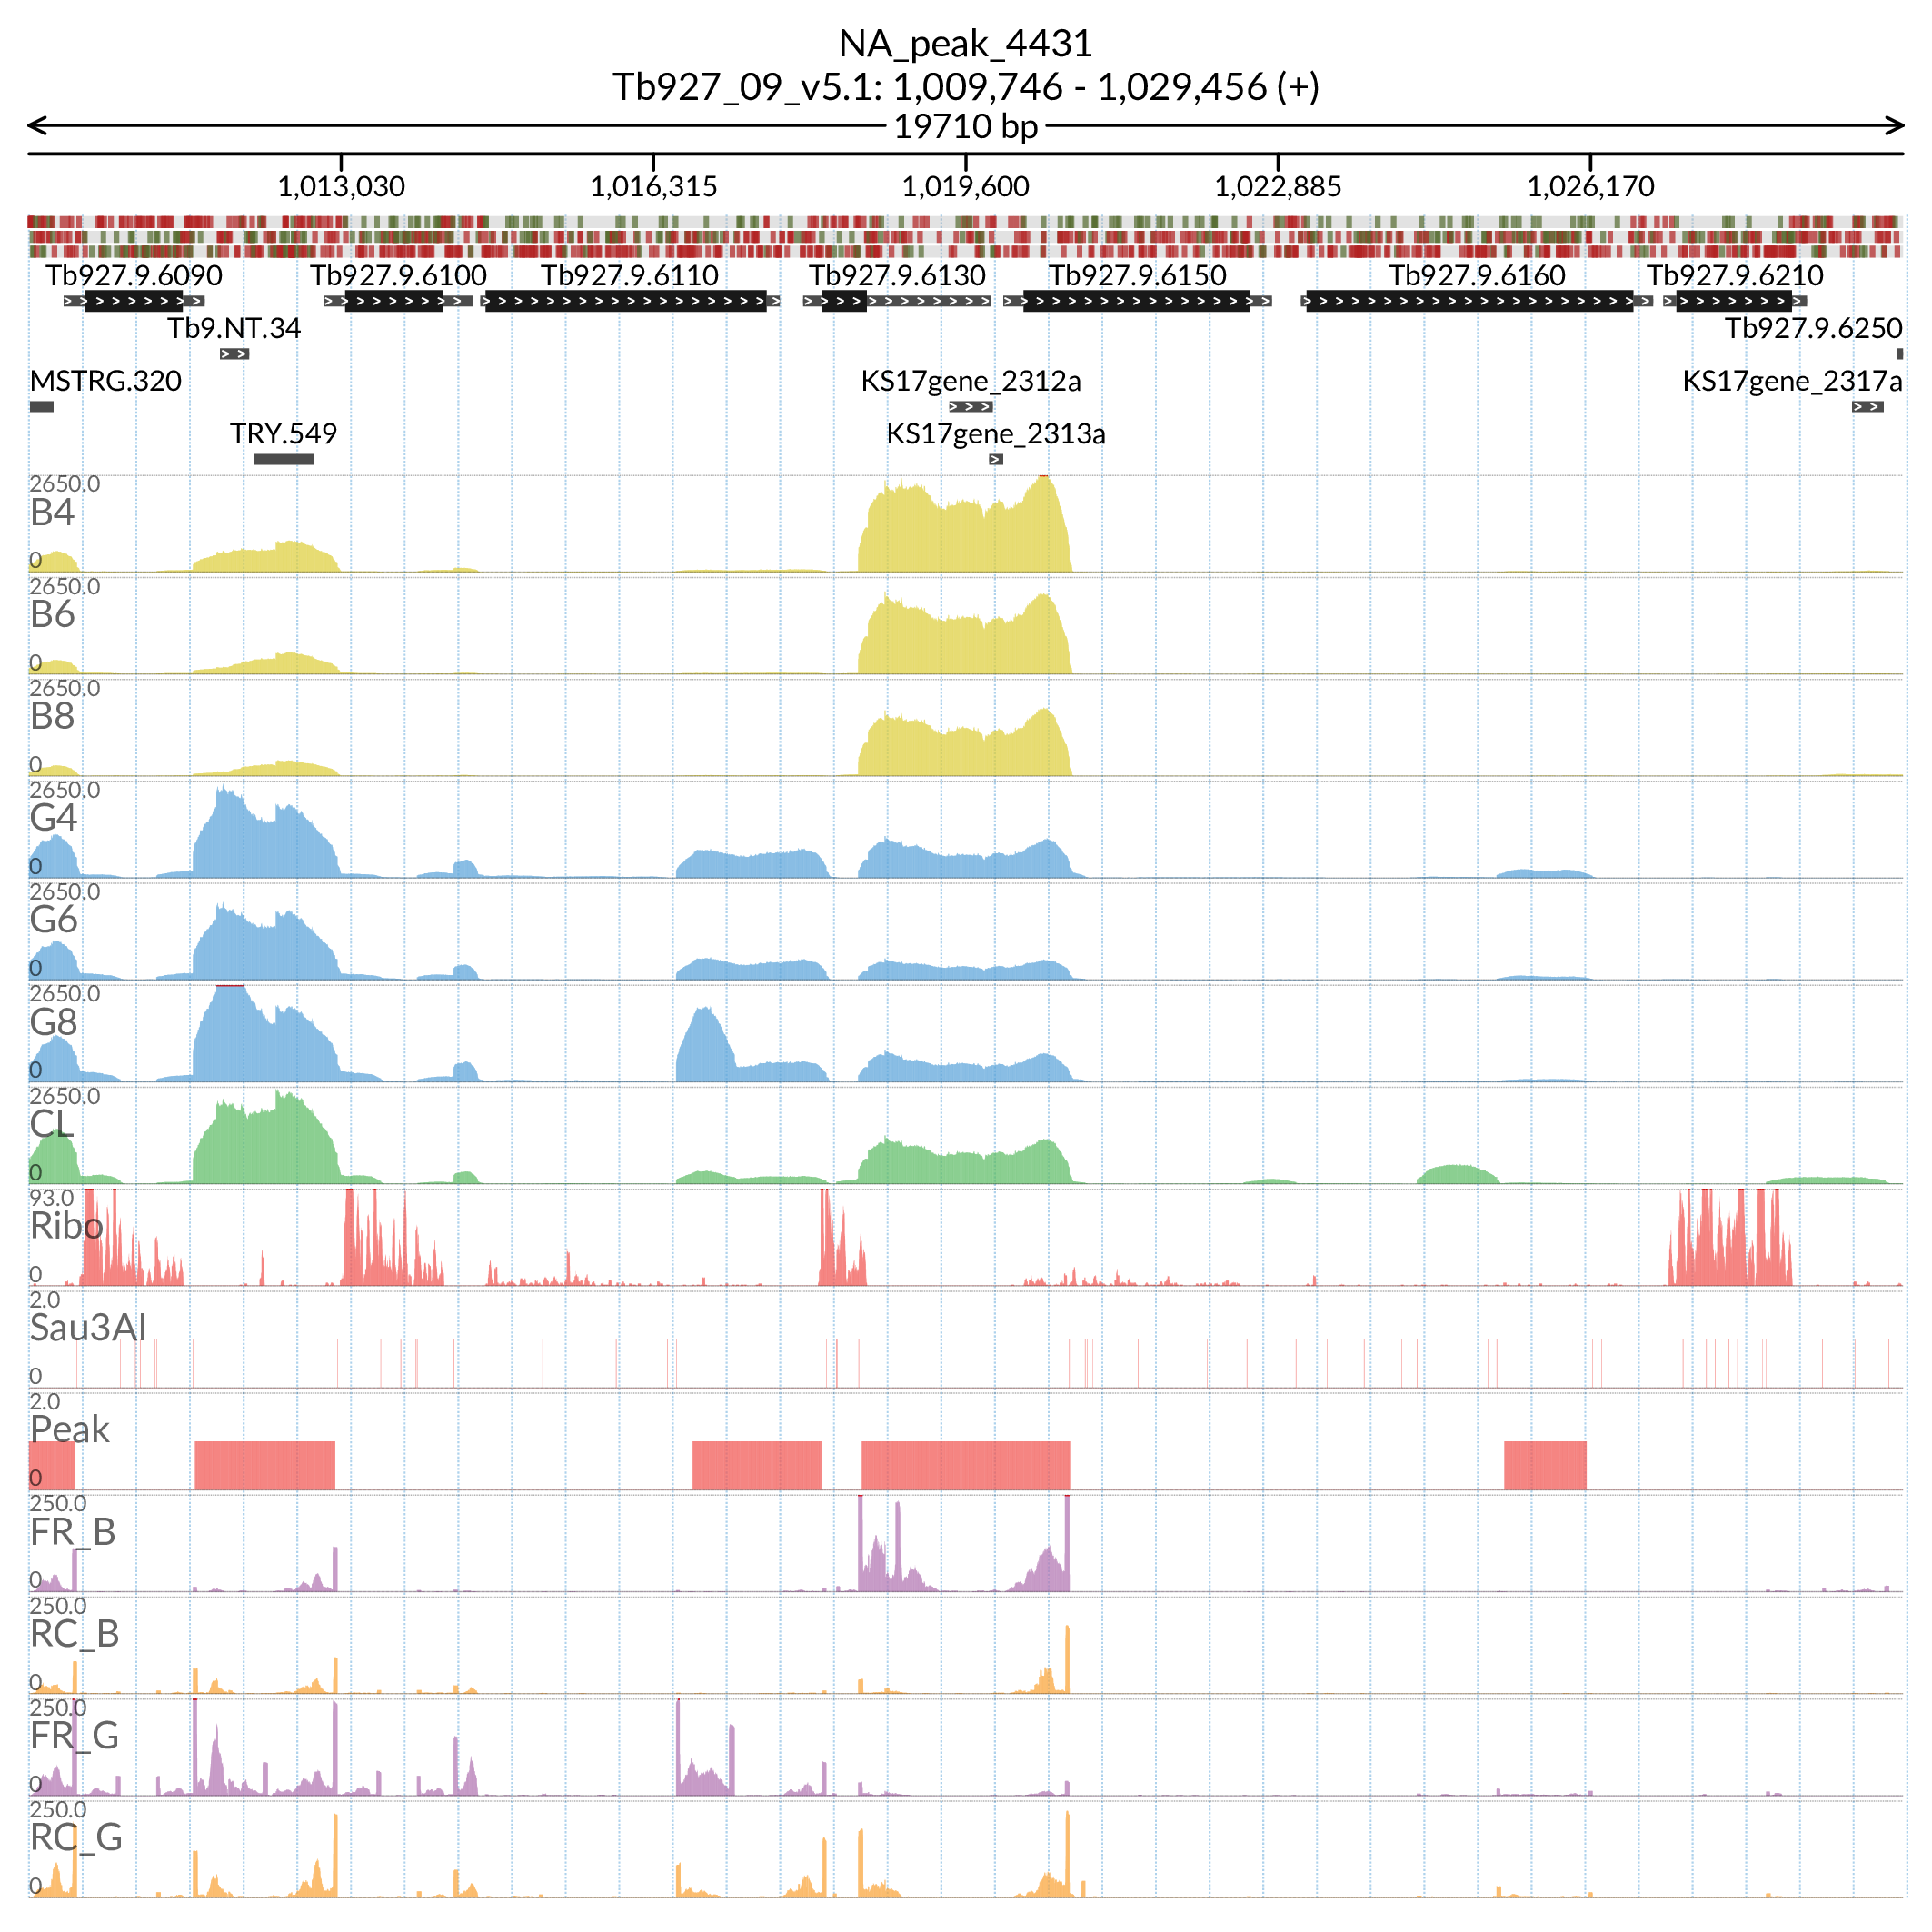 NA_peak_4431
Tb927_09_v5.1: 1,009,746 - 1,029,456 (+)
19710 bp
1,013,030 1,016,315 1,019,600 1,022,885 1,026,170
Tb927.9.6090 Tb927.9.6100 Tb927.9.6110 Tb927.9.6130 Tb927.9.6150 Tb927.9.6160 Tb927.9.6210
Tb9.NT.34 Tb927.9.6250
MSTRG.320 KS17gene_2312a KS17gene_2317a
TRY.549 KS17gene_2313a
2650.0
B4
0
2650.0
B6
0
2650.0
B8
0
2650.0
G4
0
2650.0
G6
0
2650.0
G8
0
2650.0
CL
0
93.0
Ribo
0
2.0
Sau3AI
0
2.0
Peak
0
250.0
FR_B
0
250.0
RC_B
0
250.0
FR_G
0
250.0
RC_G
0